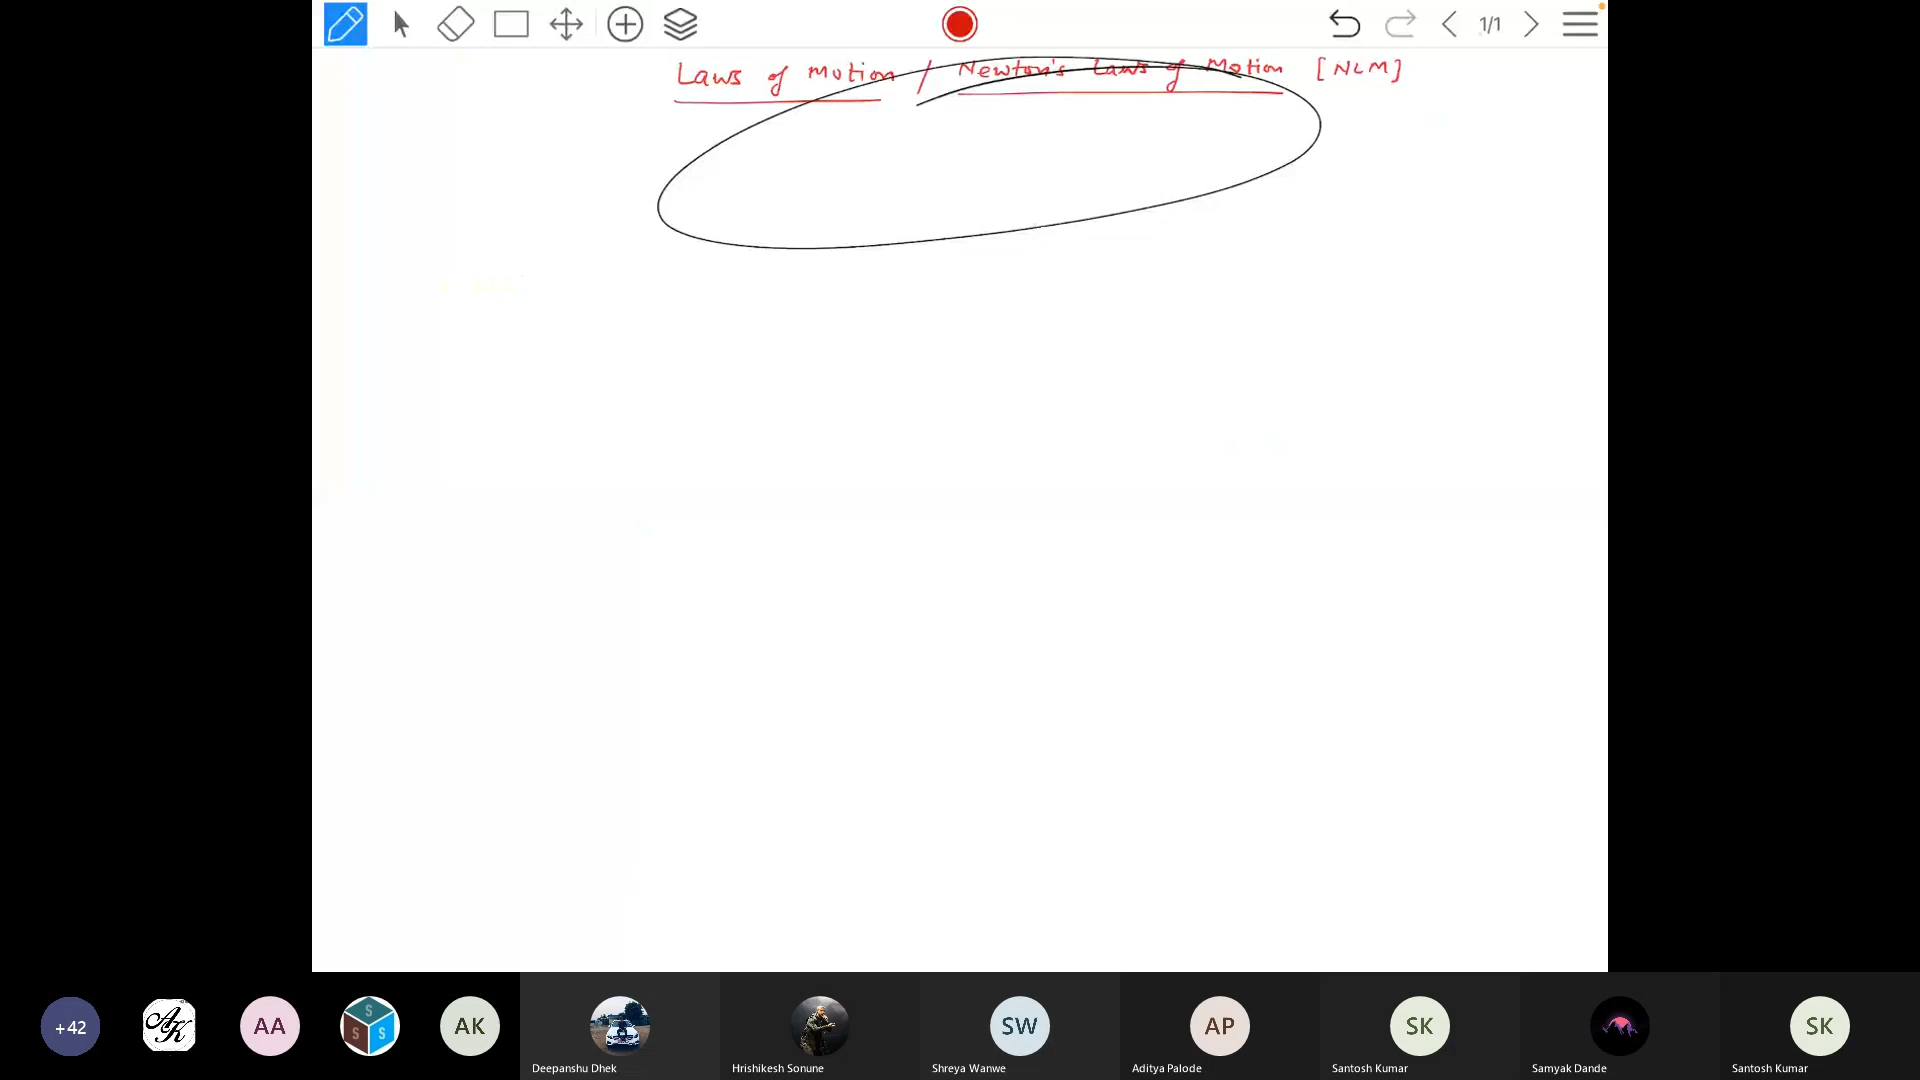 1/1
Laws of Motion / Newton's Laws of Motion [NLM]
+42
AK
AA
S
S S
AK
SW
AP
SK
SK
Deepanshu Dhek
Hrishikesh Sonune
Shreya Wanwe
Aditya Palode
Santosh Kumar
Samyak Dande
Santosh Kumar